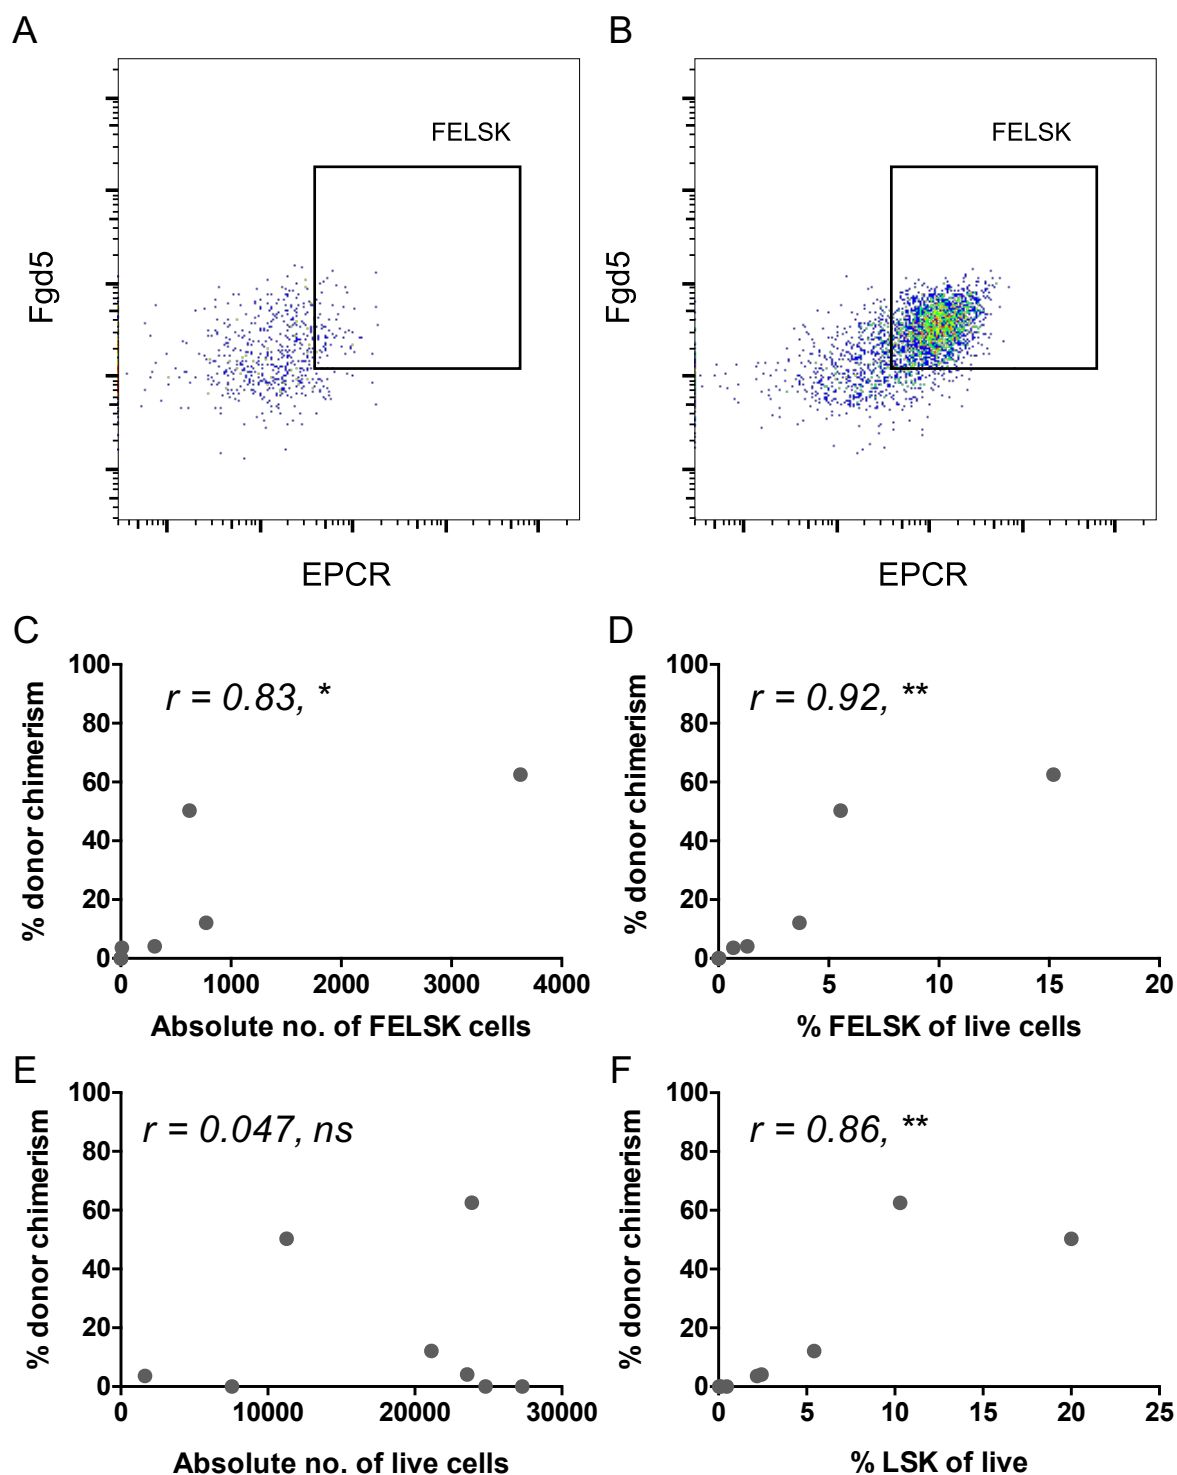 A
B
FELSK
FELSK
Fgd5
Fgd5
EPCR
EPCR
C
D
100
80
60
40
20
0
% donor chimerism
r = 0.83, *
0 1000 2000 3000 4000
Absolute no. of FELSK cells
100
80
60
40
20
0
% donor chimerism
r = 0.92, **
0 5 10 15 20
% FELSK of live cells
E
F
100
80
60
40
20
0
% donor chimerism
r = 0.047, ns
0 10000 20000 30000
Absolute no. of live cells
100
80
60
40
20
0
% donor chimerism
r = 0.86, **
0 5 10 15 20 25
% LSK of live